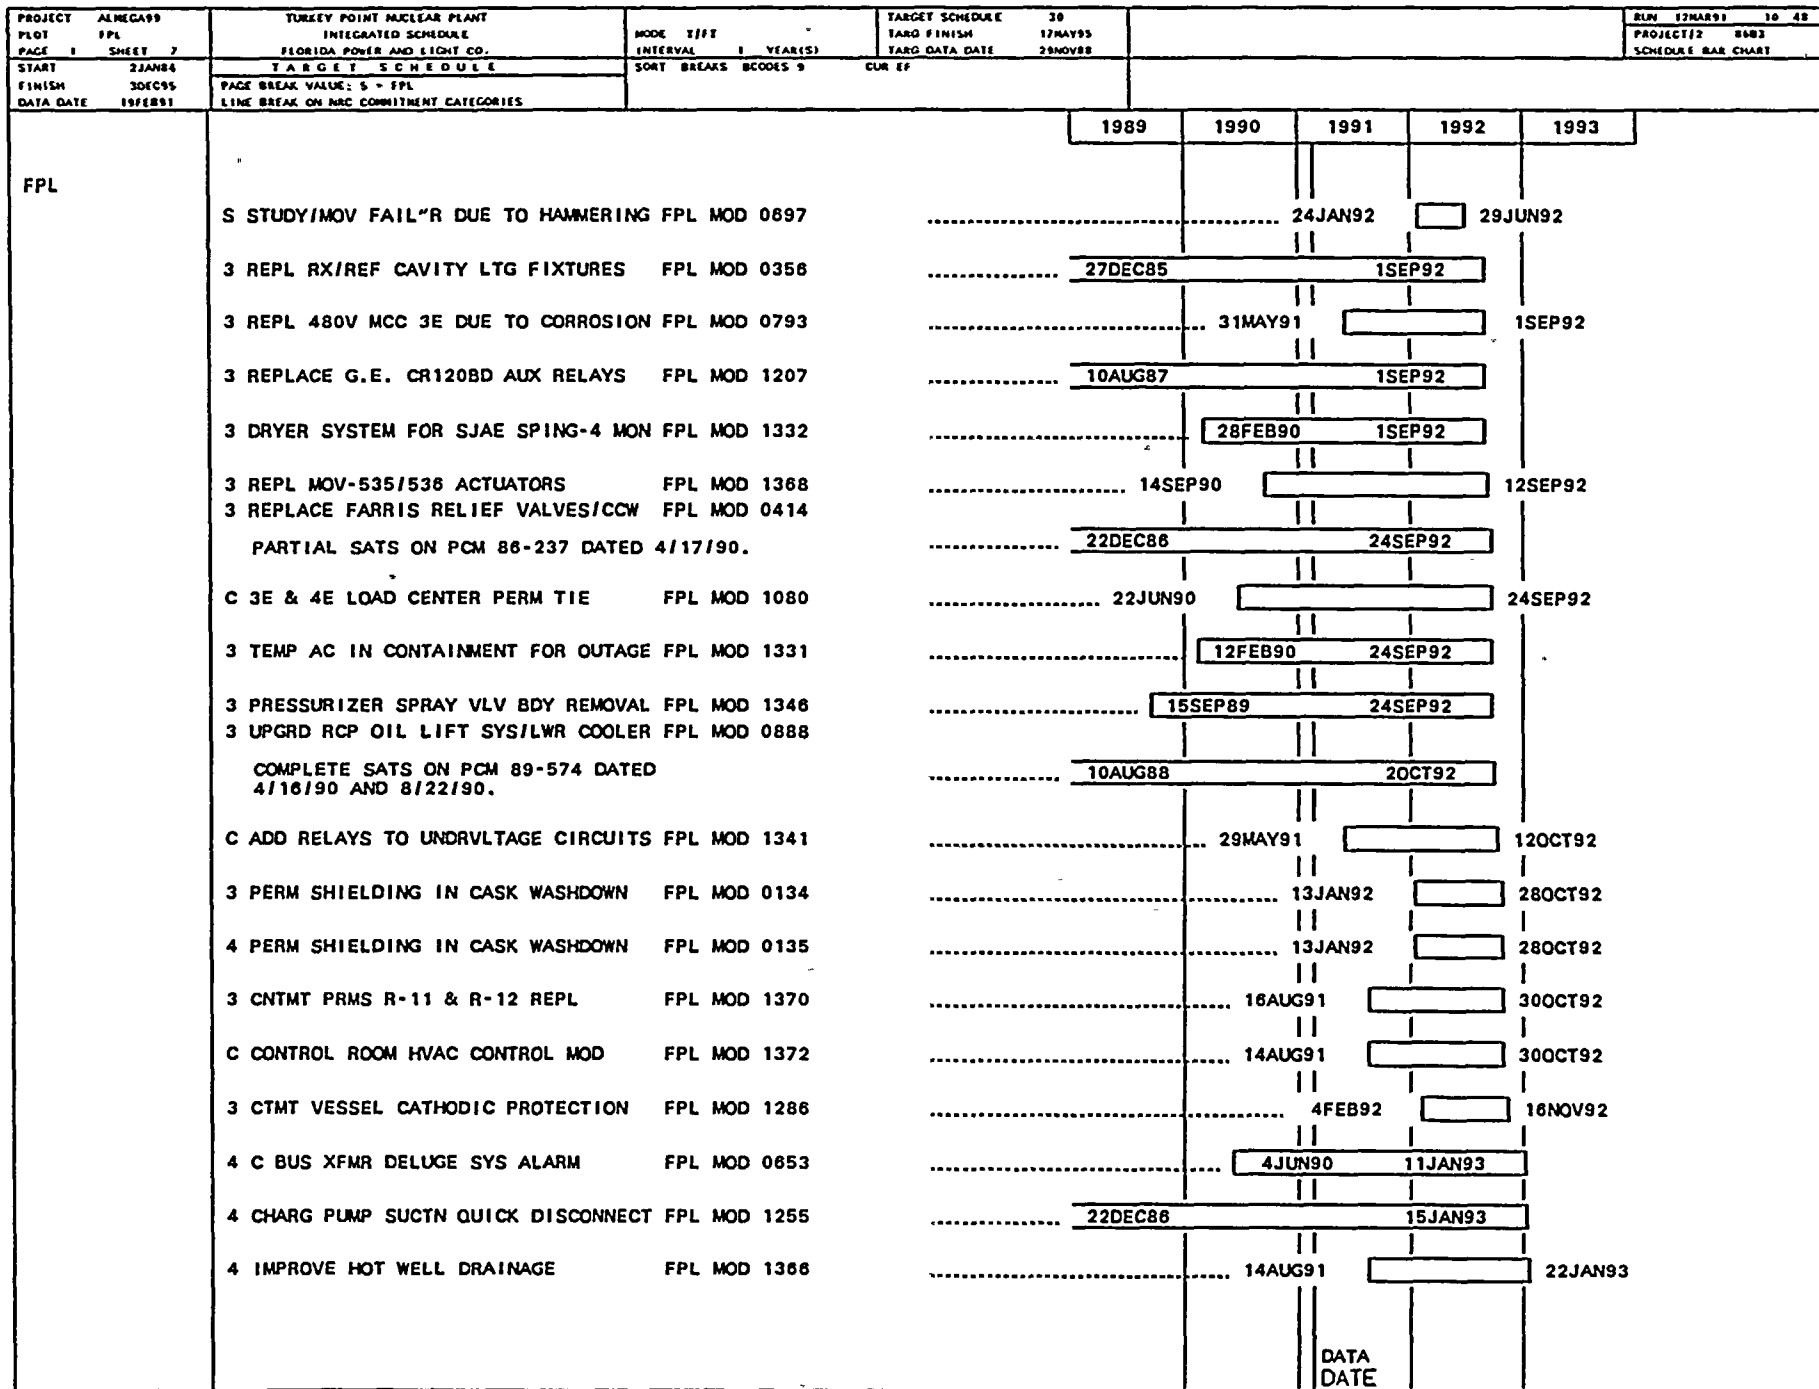 PROJECT ALMEGA99 TURKEY POINT NUCLEAR PLANT TARGET SCHEDULE 30 RUN 12MAR91 10 48
PLOT FPL INTEGRATED SCHEDULE MODE TIFT TARG FINISH 17MAY95 PROJECT/2 8683
PAGE 1 SHEET 7 FLORIDA POWER AND LIGHT CO. INTERVAL 1 YEAR(S) TARG DATA DATE 29NOV88 SCHEDULE BAR CHART
START 2JAN84 TARGET SCHEDULE SORT BREAKS BCODES 9 CUR EF
FINISH 30DEC95 PAGE BREAK VALUE: S = FPL
DATA DATE 19FEB91 LINE BREAK ON NRC COMMITMENT CATEGORIES
1989 1990 1991 1992 1993
FPL
S STUDY/MOV FAIL"R DUE TO HAMMERING FPL MOD 0697 24JAN92 29JUN92
3 REPL RX/REF CAVITY LTG FIXTURES FPL MOD 0356 27DEC85 1SEP92
3 REPL 480V MCC 3E DUE TO CORROSION FPL MOD 0793 31MAY91 1SEP92
3 REPLACE G.E. CR120BD AUX RELAYS FPL MOD 1207 10AUG87 1SEP92
3 DRYER SYSTEM FOR SJAE SPING-4 MON FPL MOD 1332 28FEB90 1SEP92
3 REPL MOV-535/536 ACTUATORS FPL MOD 1368 14SEP90 12SEP92
3 REPLACE FARRIS RELIEF VALVES/CCW FPL MOD 0414
PARTIAL SATS ON PCM 86-237 DATED 4/17/90. 22DEC86 24SEP92
C 3E & 4E LOAD CENTER PERM TIE FPL MOD 1080 22JUN90 24SEP92
3 TEMP AC IN CONTAINMENT FOR OUTAGE FPL MOD 1331 12FEB90 24SEP92
3 PRESSURIZER SPRAY VLV BDY REMOVAL FPL MOD 1346 15SEP89 24SEP92
3 UPGRD RCP OIL LIFT SYS/LWR COOLER FPL MOD 0888
COMPLETE SATS ON PCM 89-574 DATED 10AUG88 2OCT92
4/16/90 AND 8/22/90.
C ADD RELAYS TO UNDRVLTAGE CIRCUITS FPL MOD 1341 29MAY91 12OCT92
3 PERM SHIELDING IN CASK WASHDOWN FPL MOD 0134 13JAN92 28OCT92
4 PERM SHIELDING IN CASK WASHDOWN FPL MOD 0135 13JAN92 28OCT92
3 CNTMT PRMS R-11 & R-12 REPL FPL MOD 1370 16AUG91 30OCT92
C CONTROL ROOM HVAC CONTROL MOD FPL MOD 1372 14AUG91 30OCT92
3 CTMT VESSEL CATHODIC PROTECTION FPL MOD 1286 4FEB92 16NOV92
4 C BUS XFMR DELUGE SYS ALARM FPL MOD 0653 4JUN90 11JAN93
4 CHARG PUMP SUCTN QUICK DISCONNECT FPL MOD 1255 22DEC86 15JAN93
4 IMPROVE HOT WELL DRAINAGE FPL MOD 1366 14AUG91 22JAN93
DATA
DATE